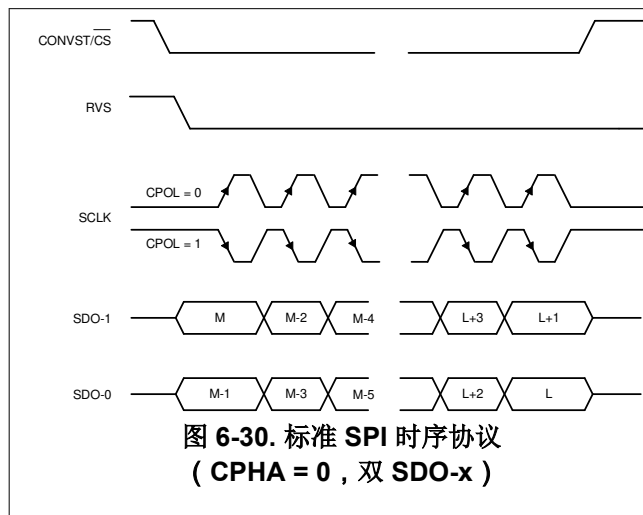 CONVST/CS
RVS
CPOL = 0
SCLK
CPOL = 1
SDO-1 M M-2 M-4 L+3 L+1
SDO-0 M-1 M-3 M-5 L+2 L
图 6-30. 标准 SPI 时序协议
（CPHA = 0，双 SDO-x）